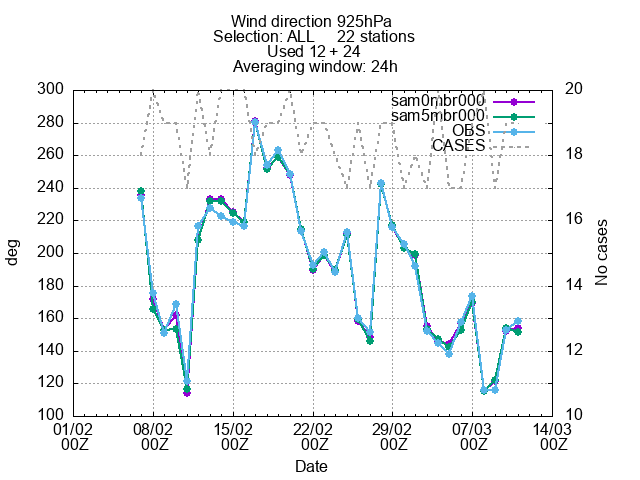 Wind direction 925hPa
Selection: ALL 22 stations
Used 12 + 24
Averaging window: 24h
300
280
260
240
220
200
180
160
140
120
100
deg
20
18
16
14
12
10
No cases
sam0mbr000
sam5mbr000
OBS
CASES
01/02 08/02 15/02 22/02 29/02 07/03 14/03
00Z 00Z 00Z 00Z 00Z 00Z 00Z
Date